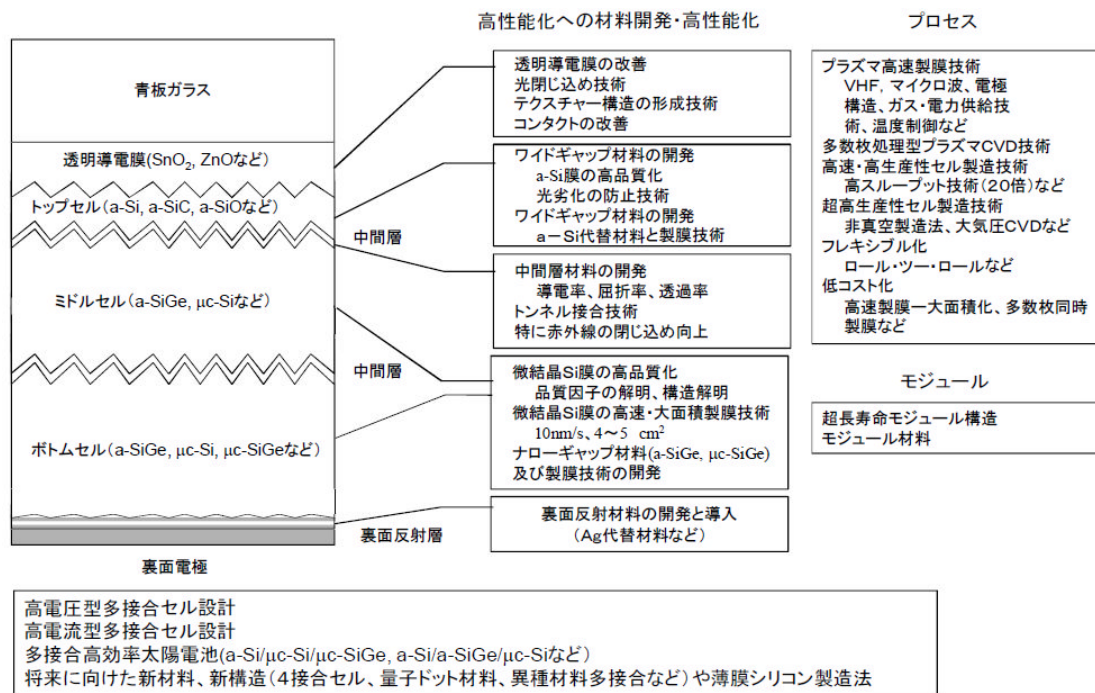 高性能化への材料開発・高性能化
プロセス
青板ガラス
透明導電膜(SnO2, ZnOなど)
トップセル(a-Si, a-SiC, a-SiOなど)
中間層
ミドルセル(a-SiGe, μc-Siなど)
中間層
ボトムセル(a-SiGe, μc-Si, μc-SiGeなど)
裏面反射層
裏面電極
透明導電膜の改善
光閉じ込め技術
テクスチャー構造の形成技術
コンタクトの改善
ワイドギャップ材料の開発
a-Si膜の高品質化
光劣化の防止技術
ワイドギャップ材料の開発
a-Si代替材料と製膜技術
中間層材料の開発
導電率、屈折率、透過率
トンネル接合技術
特に赤外線の閉じ込め向上
微結晶Si膜の高品質化
品質因子の解明、構造解明
微結晶Si膜の高速・大面積製膜技術
10nm/s、4~5 cm2
ナローギャップ材料(a-SiGe, μc-SiGe)
及び製膜技術の開発
裏面反射材料の開発と導入
(Ag代替材料など)
プラズマ高速製膜技術
VHF, マイクロ波、電極
構造、ガス・電力供給技
術、温度制御など
多数枚処理型プラズマCVD技術
高速・高生産性セル製造技術
高スループット技術(20倍)など
超高生産性セル製造技術
非真空製造法、大気圧CVDなど
フレキシブル化
ロール・ツー・ロールなど
低コスト化
高速製膜ー大面積化、多数枚同時
製膜など
モジュール
超長寿命モジュール構造
モジュール材料
高電圧型多接合セル設計
高電流型多接合セル設計
多接合高効率太陽電池(a-Si/μc-Si/μc-SiGe, a-Si/a-SiGe/μc-Siなど)
将来に向けた新材料、新構造(4接合セル、量子ドット材料、異種材料多接合など)や薄膜シリコン製造法